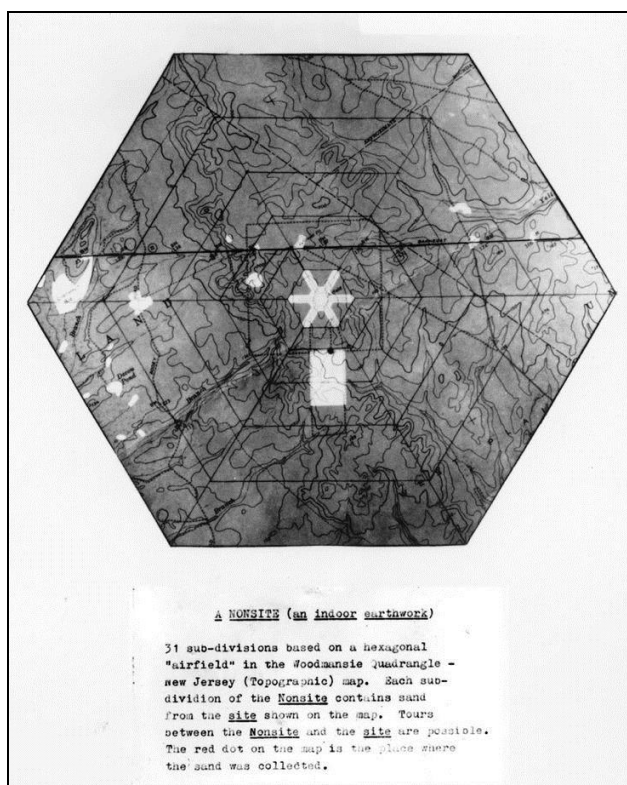 L A N D
A NONSITE (an indoor earthwork)
31 sub-divisions based on a hexagonal
"airfield" in the Woodmansie Quadrangle -
New Jersey (Topographic) map. Each sub-
dividion of the Nonsite contains sand
from the site shown on the map. Tours
between the Nonsite and the site are possible.
The red dot on the map is the place where
the sand was collected.